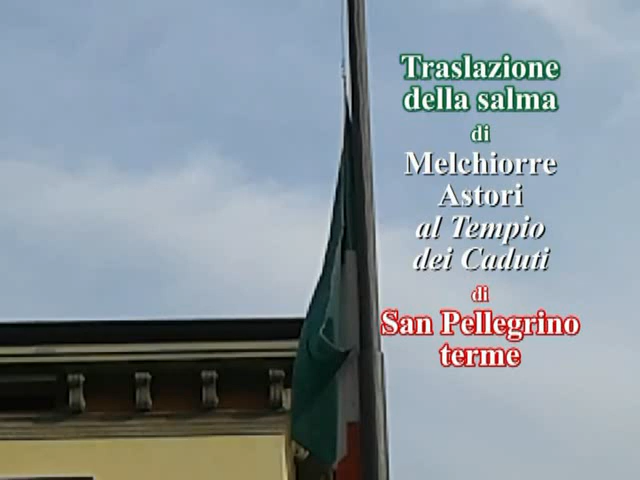 Traslazione
della salma
di
Melchiorre
Astori
al Tempio
dei Caduti
di
San Pellegrino
terme